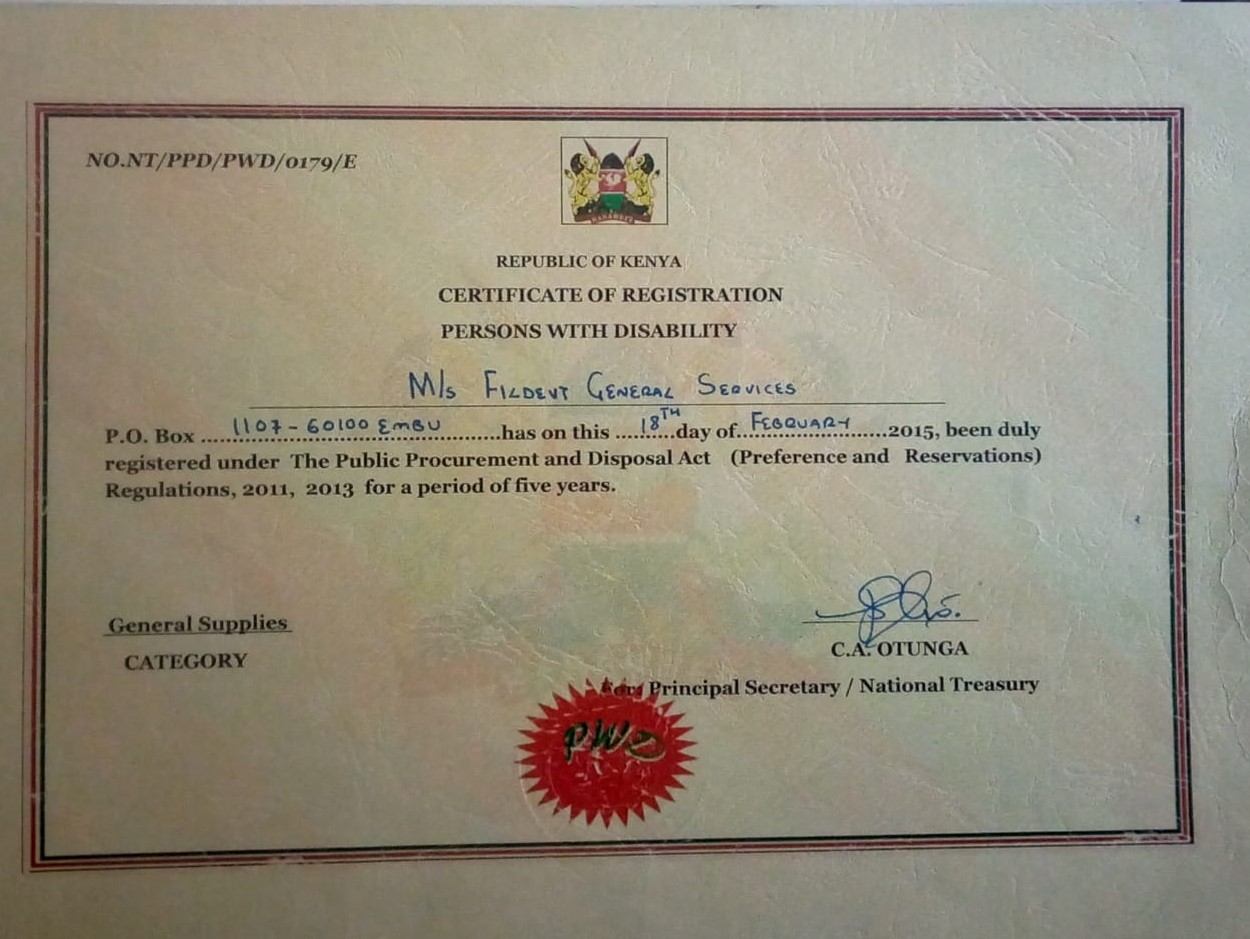 NO.NT/PPD/PWD/0179/E
HARAMBEE
REPUBLIC OF KENYA
CERTIFICATE OF REGISTRATION
PERSONS WITH DISABILITY
M/s FILDENT GENERAL SERVICES
P.O. Box ....1107-60100 EMBU....has on this ....18TH....day of....FEBRUARY....2015, been duly
registered under The Public Procurement and Disposal Act (Preference and Reservations)
Regulations, 2011, 2013 for a period of five years.
General Supplies
CATEGORY
C.A. OTUNGA
For: Principal Secretary / National Treasury
PWD